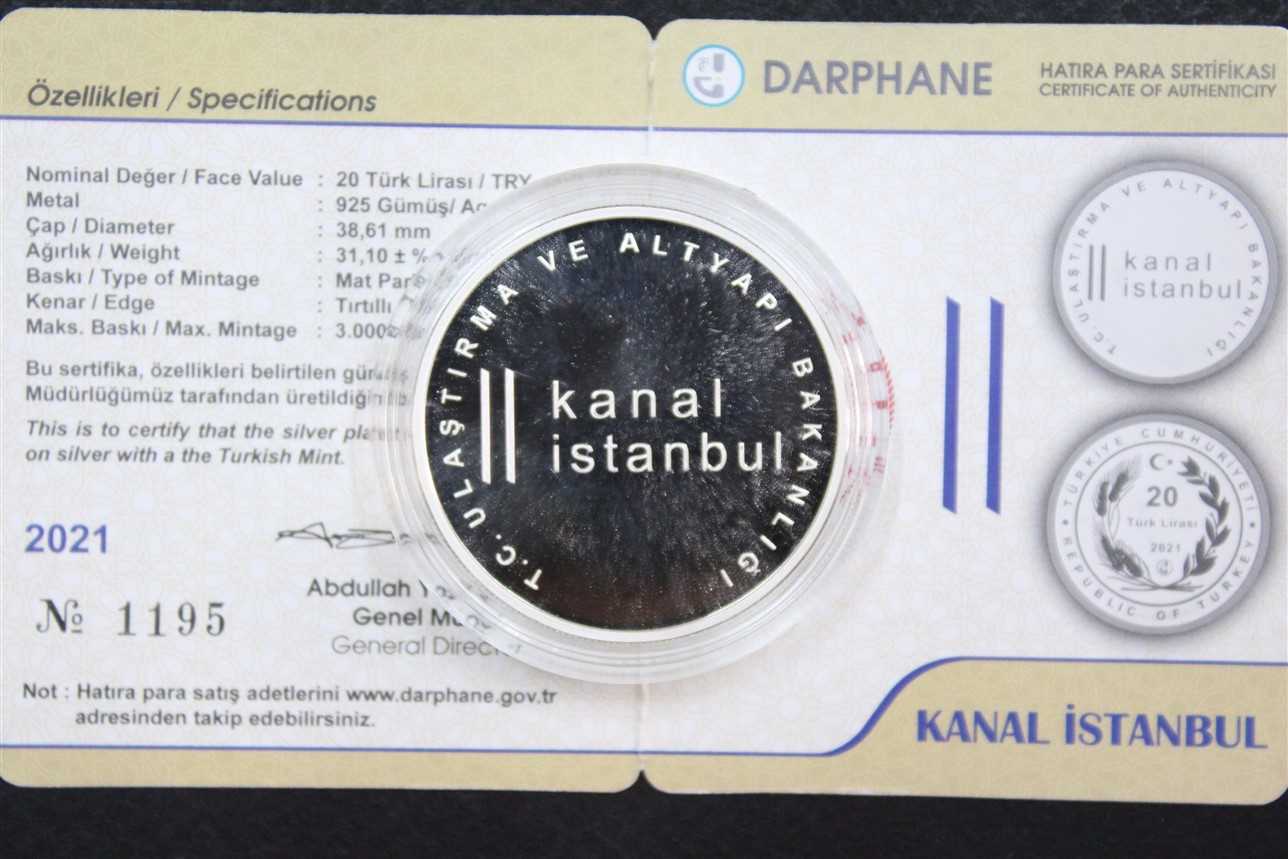 Özellikleri / Specifications
Nominal Değer / Face Value : 20 Türk Lirası / TRY
Metal : 925 Gümüş/
Çap / Diameter : 38,61 mm
Ağırlık / Weight : 31,10 ± %
Baskı / Type of Mintage : Mat
Kenar / Edge : Tırtıllı
Maks. Baskı / Max. Mintage : 3.000
Bu sertifika, özellikleri belirtilen
Müdürlüğümüz tarafından
This is to certify that the silver
on silver with a the Turkish Mint.
2021
№ 1195
Abdullah
Genel
General
Not : Hatıra para satış adetlerini www.darphane.gov.tr
adresinden takip edebilirsiniz.
T.C. ULAŞTIRMA VE ALTYAPI BAKANLIĞI
kanal
istanbul
DARPHANE
HATIRA PARA SERTİFİKASI
CERTIFICATE OF AUTHENTICITY
T.C. ULAŞTIRMA VE ALTYAPI BAKANLIĞI
kanal
istanbul
TÜRKİYE CUMHURİYETİ
20
Türk Lirası
2021
REPUBLIC OF TURKEY
KANAL İSTANBUL